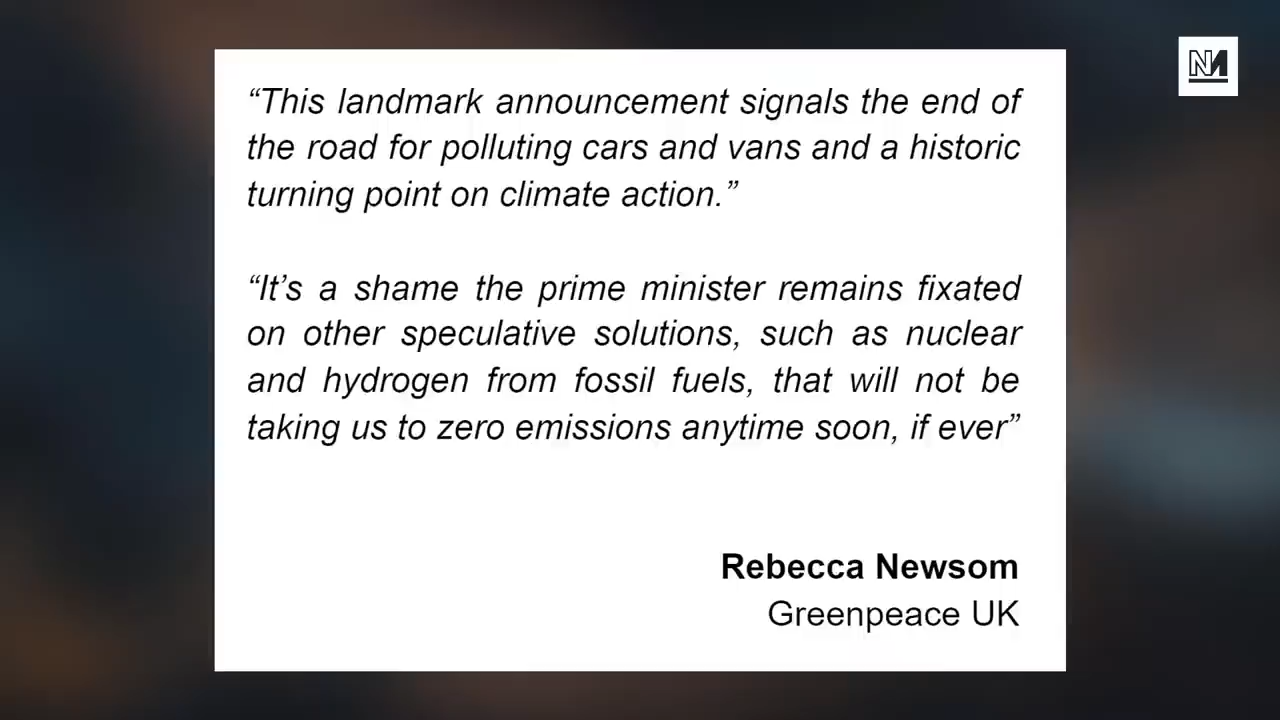 “This landmark announcement signals the end of
the road for polluting cars and vans and a historic
turning point on climate action.”
“It’s a shame the prime minister remains fixated
on other speculative solutions, such as nuclear
and hydrogen from fossil fuels, that will not be
taking us to zero emissions anytime soon, if ever”
Rebecca Newsom
Greenpeace UK
NM